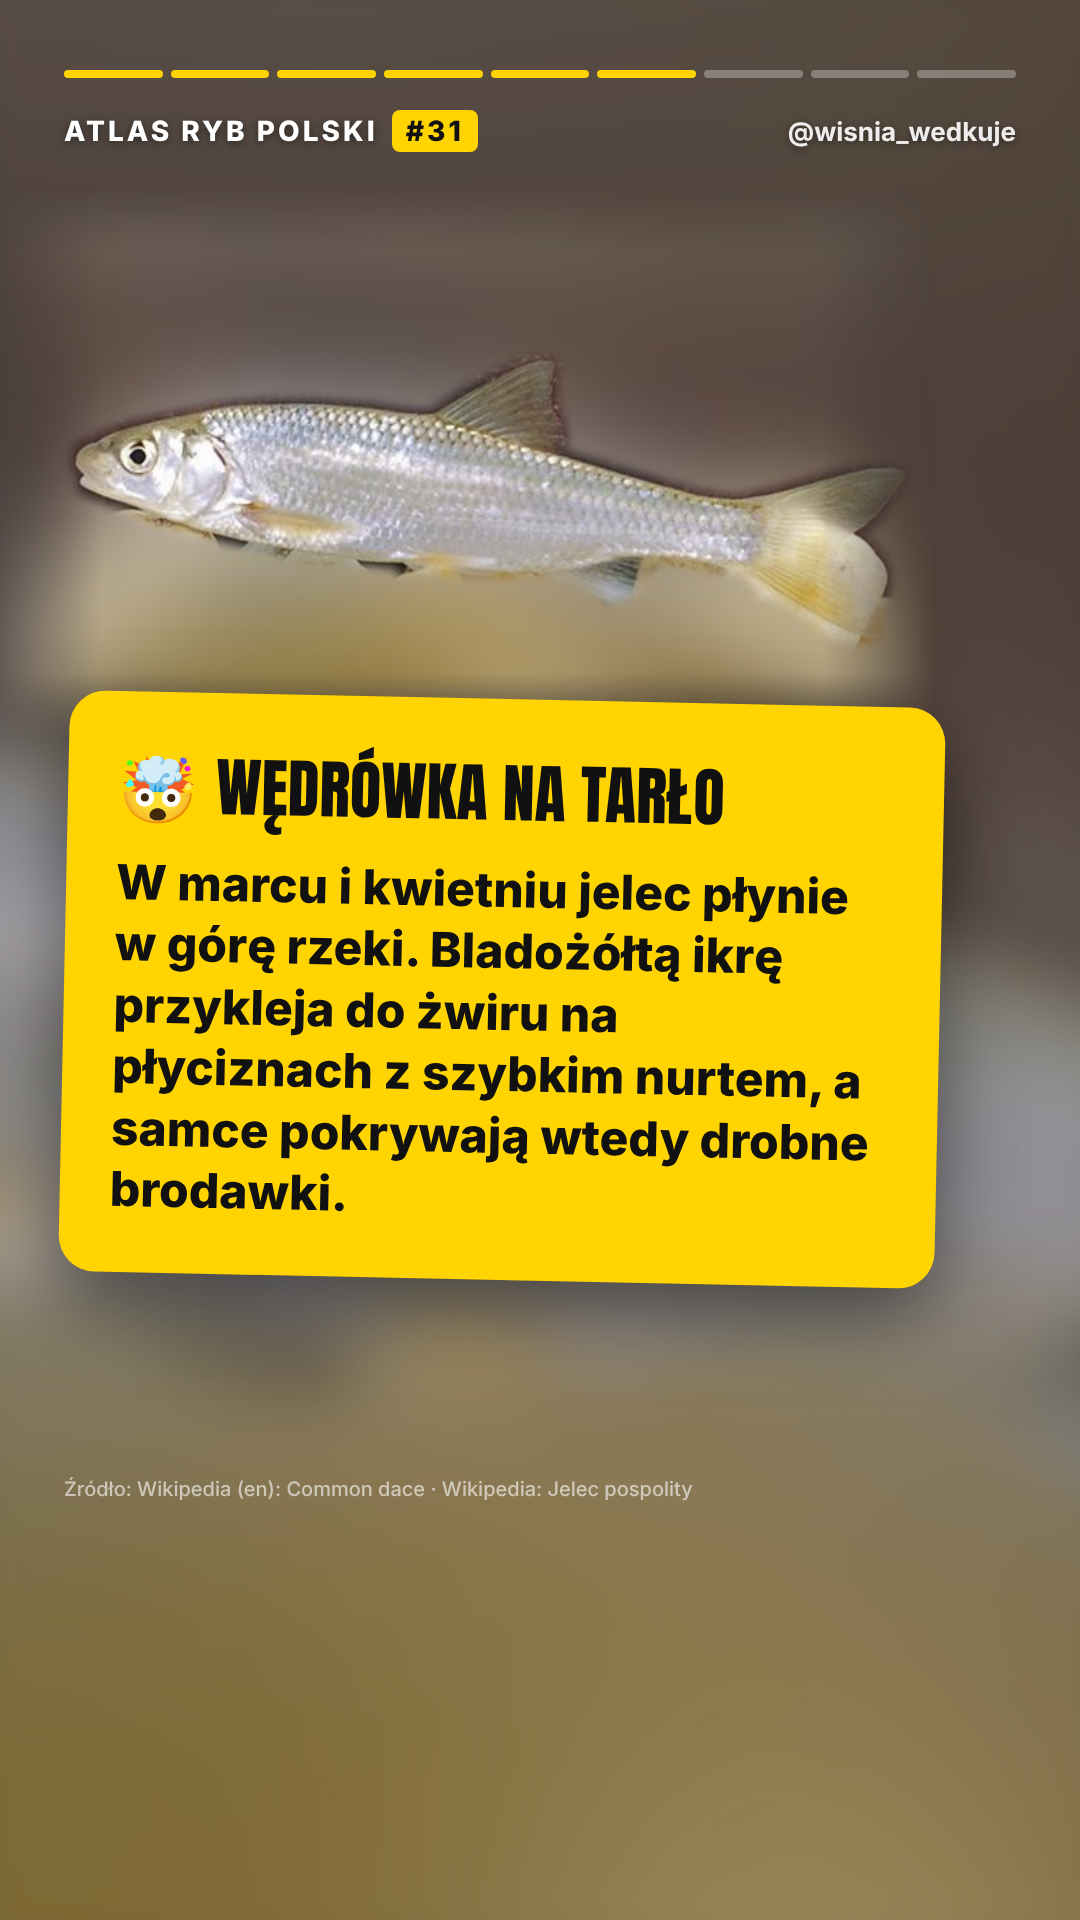 ATLAS RYB POLSKI #31
@wisnia_wedkuje
WĘDRÓWKA NA TARŁO
W marcu i kwietniu jelec płynie
w górę rzeki. Bladożółtą ikrę
przykleja do żwiru na
płyciznach z szybkim nurtem, a
samce pokrywają wtedy drobne
brodawki.
Źródło: Wikipedia (en): Common dace · Wikipedia: Jelec pospolity